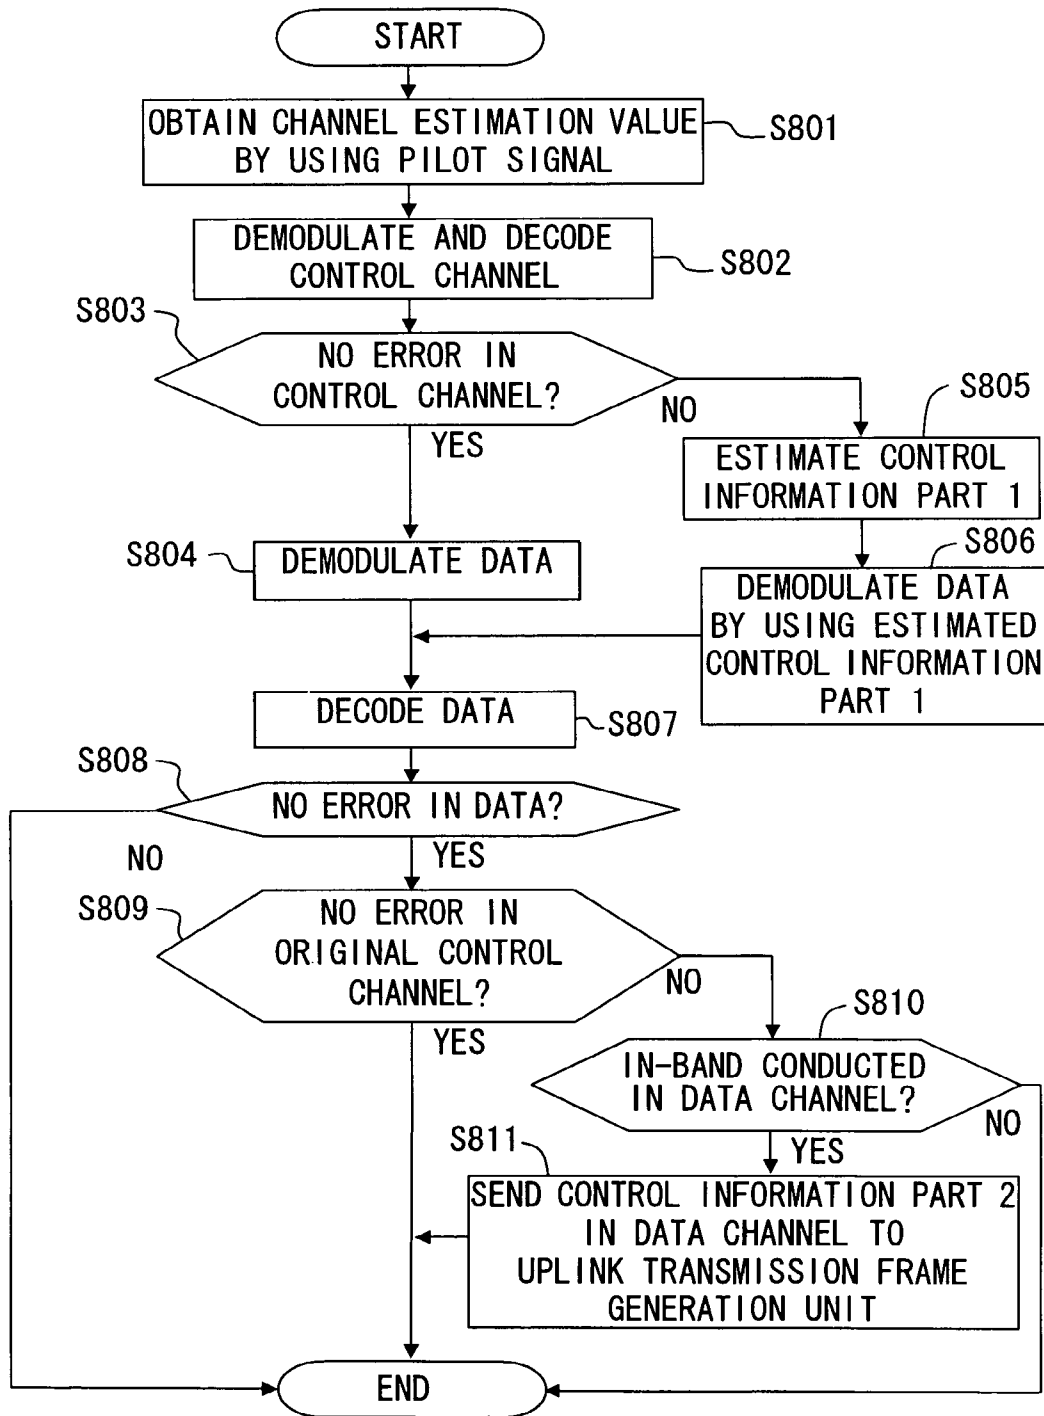 START
OBTAIN CHANNEL ESTIMATION VALUE
BY USING PILOT SIGNAL
S801
DEMODULATE AND DECODE
CONTROL CHANNEL
S802
S803
NO ERROR IN
CONTROL CHANNEL?
NO
YES
S805
ESTIMATE CONTROL
INFORMATION PART 1
S804
DEMODULATE DATA
S806
DEMODULATE DATA
BY USING ESTIMATED
CONTROL INFORMATION
PART 1
DECODE DATA
S807
S808
NO ERROR IN DATA?
NO
YES
S809
NO ERROR IN
ORIGINAL CONTROL
CHANNEL?
NO
YES
S810
IN-BAND CONDUCTED
IN DATA CHANNEL?
NO
YES
S811
SEND CONTROL INFORMATION PART 2
IN DATA CHANNEL TO
UPLINK TRANSMISSION FRAME
GENERATION UNIT
END